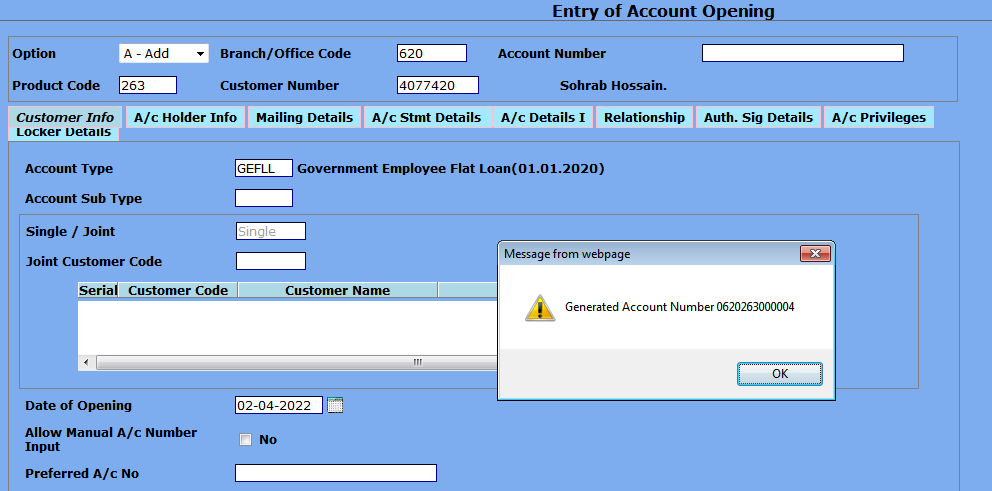 Entry of Account Opening
Option A - Add Branch/Office Code 620 Account Number
Product Code 263 Customer Number 4077420 Sohrab Hossain.
Customer Info A/c Holder Info Mailing Details A/c Stmt Details A/c Details I Relationship Auth. Sig Details A/c Privileges
Locker Details
Account Type GEFLL Government Employee Flat Loan(01.01.2020)
Account Sub Type
Single / Joint Single
Joint Customer Code
Serial Customer Code Customer Name
Message from webpage
Generated Account Number 0620263000004
OK
Date of Opening 02-04-2022
Allow Manual A/c Number
Input
No
Preferred A/c No